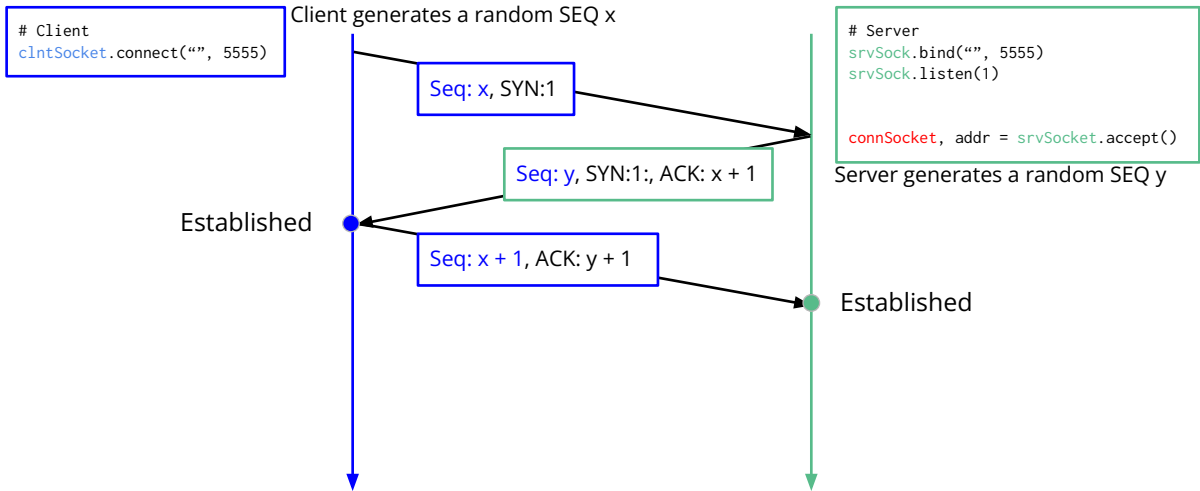 Client generates a random SEQ x
# Client
clntSocket.connect(“”, 5555)
# Server
srvSock.bind(“”, 5555)
srvSock.listen(1)
connSocket, addr = srvSocket.accept()
Server generates a random SEQ y
Seq: x, SYN:1
Seq: y, SYN:1:, ACK: x + 1
Established
Seq: x + 1, ACK: y + 1
Established